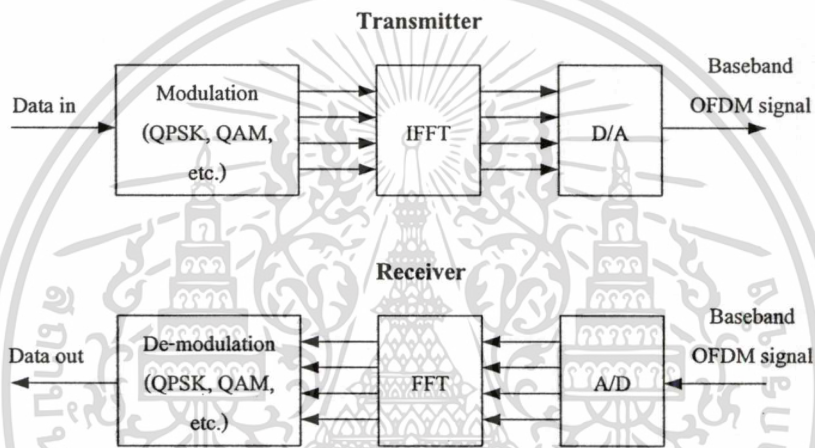 Transmitter
Data in
Modulation
(QPSK, QAM,
etc.)
IFFT
D/A
Baseband
OFDM signal
Receiver
Data out
De-modulation
(QPSK, QAM,
etc.)
FFT
A/D
Baseband
OFDM signal